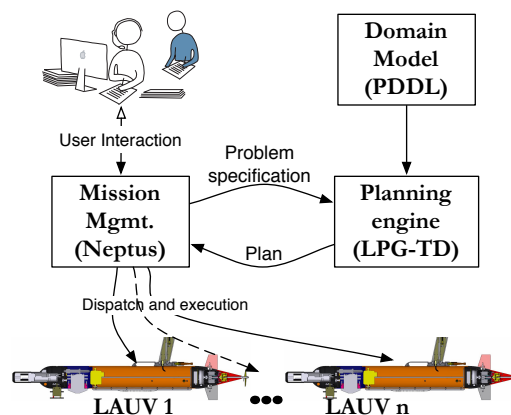 Domain
Model
(PDDL)
User Interaction
Problem
specification
Mission
Mgmt.
(Neptus)
Planning
engine
(LPG-TD)
Plan
Dispatch and execution
LAUV 1
LAUV n